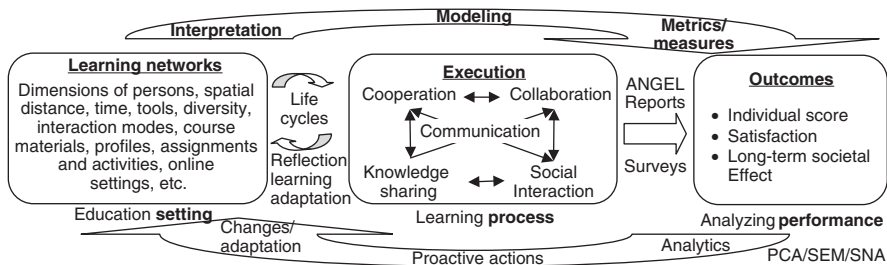 Modeling
Interpretation
Metrics/
measures
Learning networks
Dimensions of persons, spatial
distance, time, tools, diversity,
interaction modes, course
materials, profiles, assignments
and activities, online
settings, etc.
Education setting
Life
cycles
Reflection
learning
adaptation
Execution
Cooperation
Collaboration
Communication
Knowledge
sharing
Social
Interaction
Learning process
ANGEL
Reports
Surveys
Outcomes
• Individual score
• Satisfaction
• Long-term societal
Effect
Analyzing performance
Changes/
adaptation
Proactive actions
Analytics
PCA/SEM/SNA